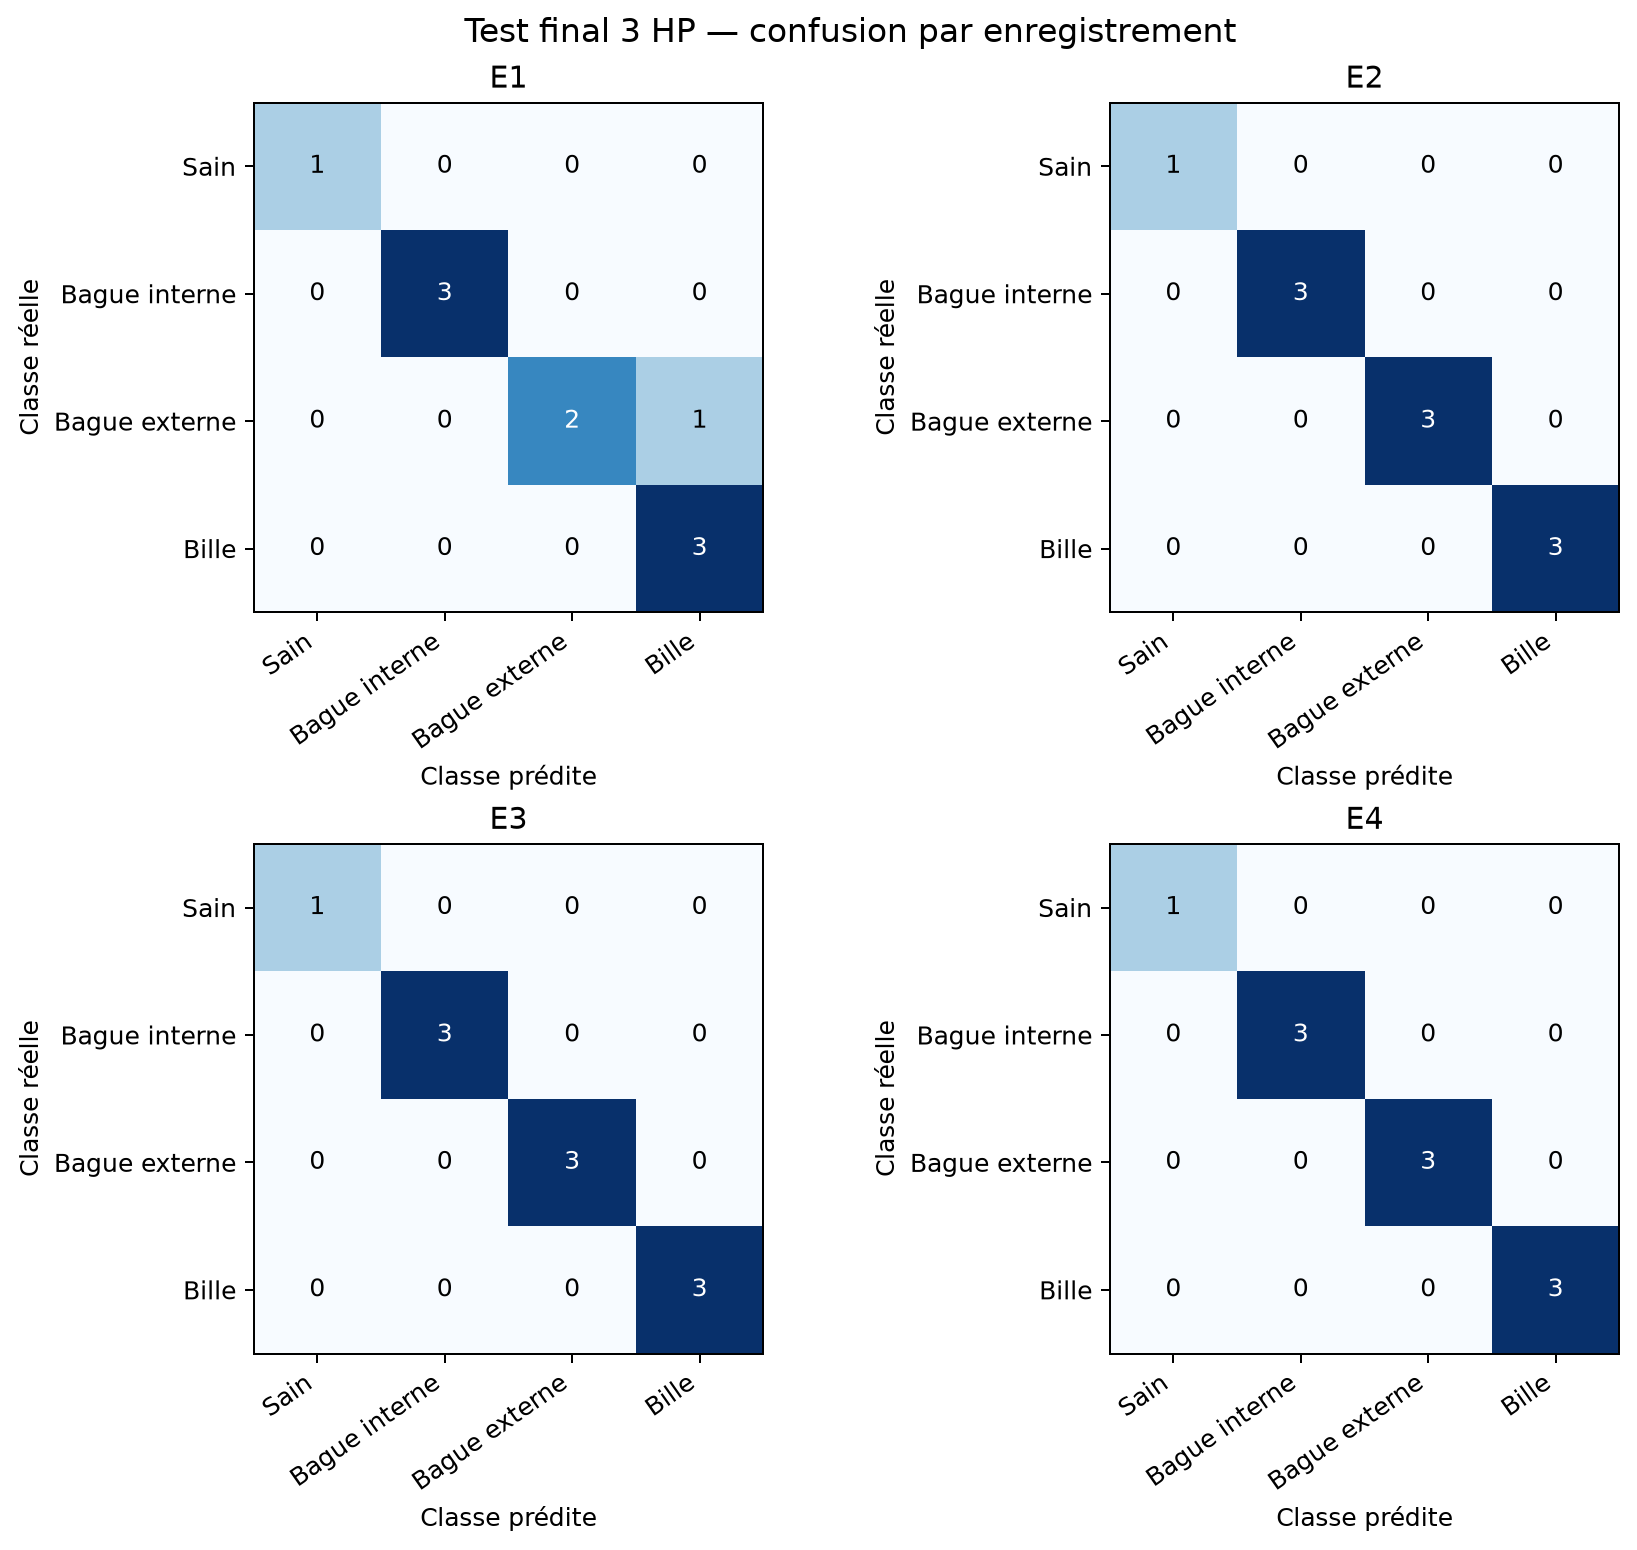 Test final 3 HP — confusion par enregistrement
E1
Classe réelle
Sain 1 0 0 0
Bague interne 0 3 0 0
Bague externe 0 0 2 1
Bille 0 0 0 3
Sain Bague interne Bague externe Bille
Classe prédite
E2
Classe réelle
Sain 1 0 0 0
Bague interne 0 3 0 0
Bague externe 0 0 3 0
Bille 0 0 0 3
Sain Bague interne Bague externe Bille
Classe prédite
E3
Classe réelle
Sain 1 0 0 0
Bague interne 0 3 0 0
Bague externe 0 0 3 0
Bille 0 0 0 3
Sain Bague interne Bague externe Bille
Classe prédite
E4
Classe réelle
Sain 1 0 0 0
Bague interne 0 3 0 0
Bague externe 0 0 3 0
Bille 0 0 0 3
Sain Bague interne Bague externe Bille
Classe prédite